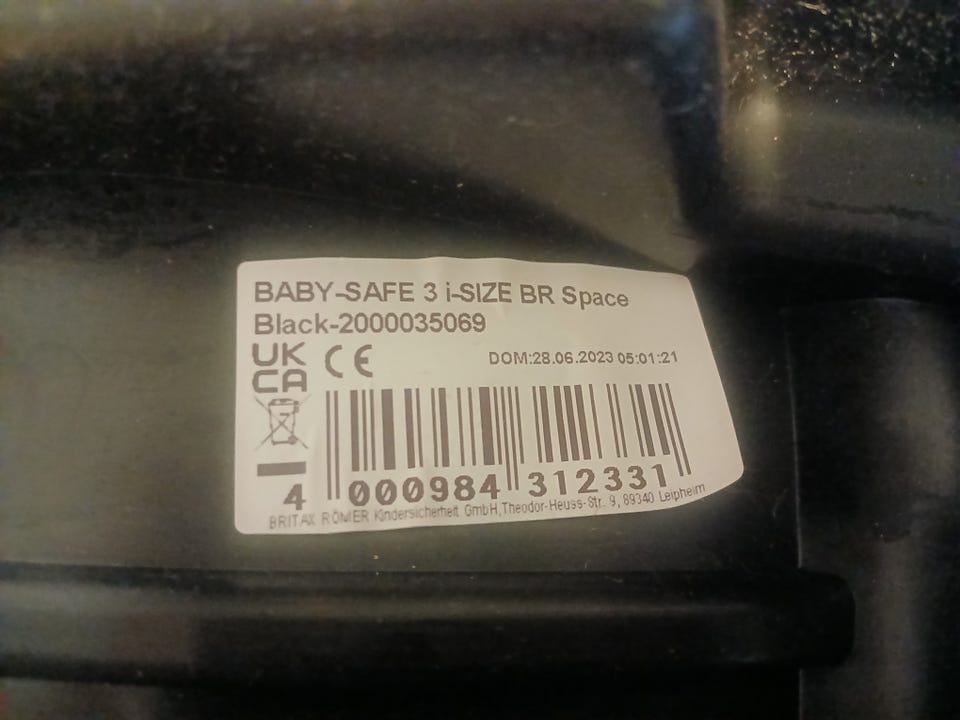 BABY-SAFE 3 i-SIZE BR Space
Black-2000035069
UK
CA
CE
DOM:28.06.2023 05:01:21
4 000984 312331
BRITAX RÖMER Kindersicherheit GmbH,Theodor-Heuss-Str. 9, 89340 Leipheim